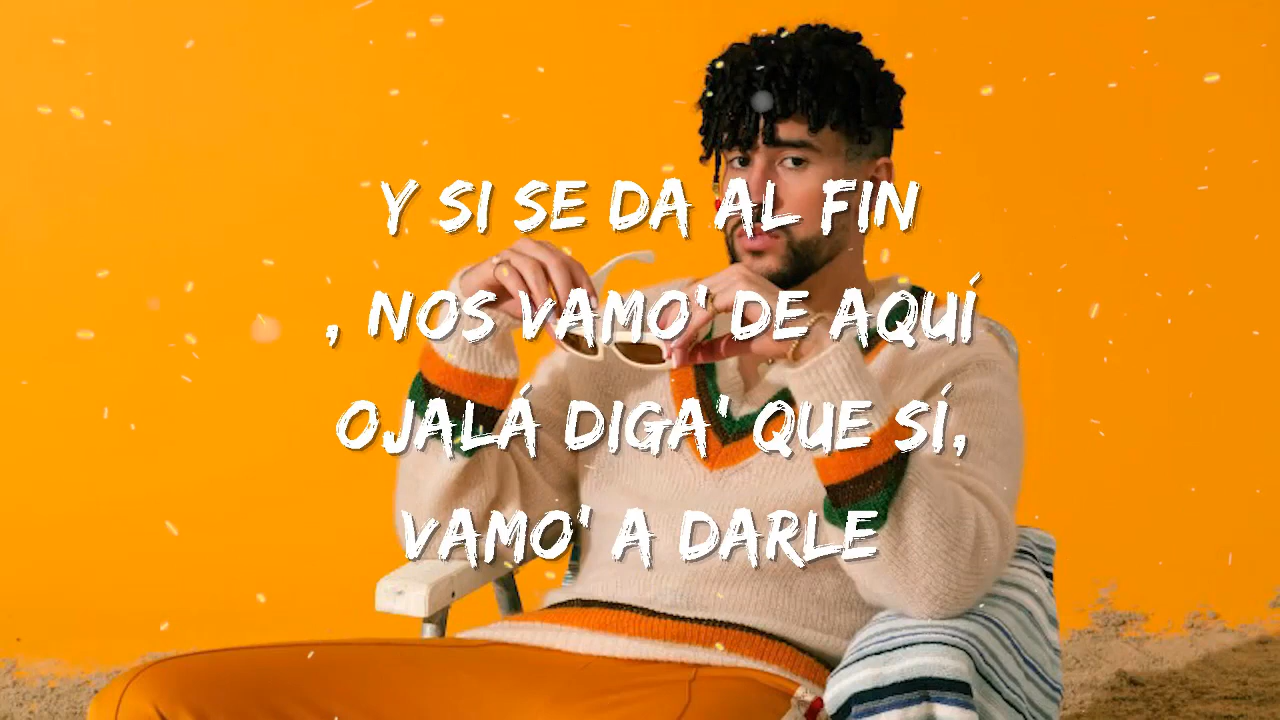 Y SI SE DA AL FIN
, NOS VAMO' DE AQUÍ
OJALÁ DIGA' QUE SÍ,
VAMO' A DARLE